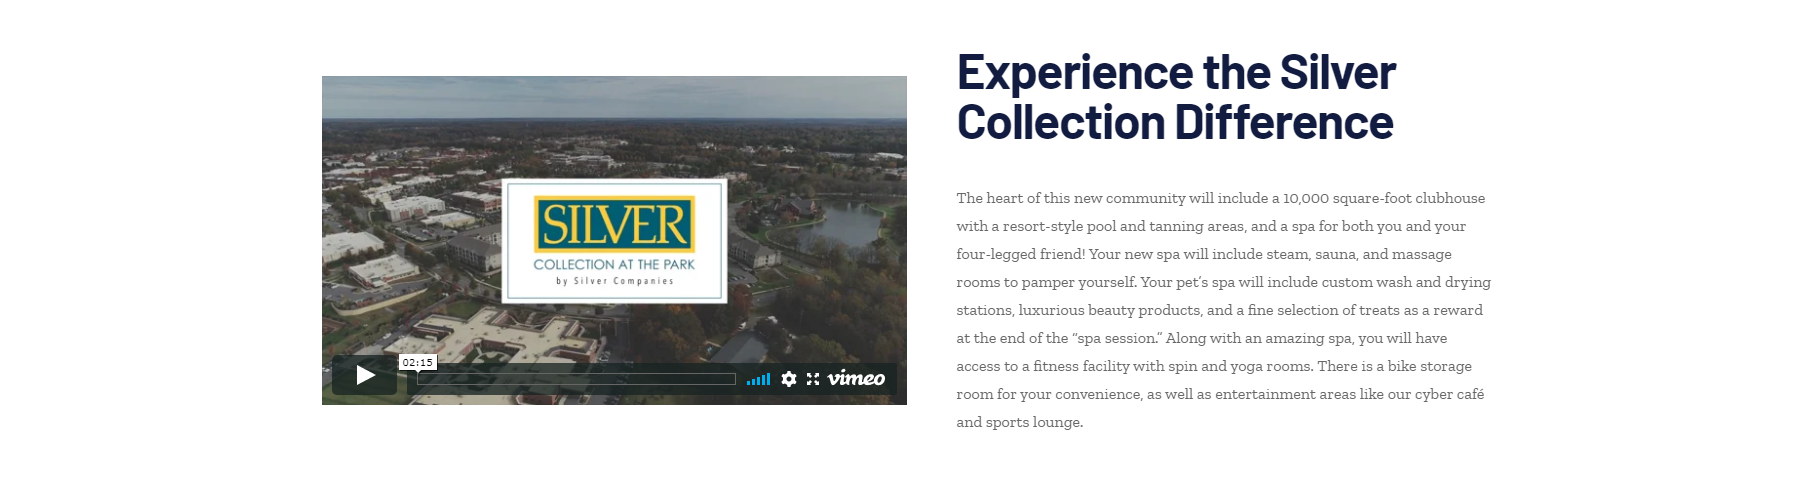 Experience the Silver
Collection Difference
SILVER
COLLECTION AT THE PARK
by Silver Companies
02:15
vimeo
The heart of this new community will include a 10,000 square-foot clubhouse
with a resort-style pool and tanning areas, and a spa for both you and your
four-legged friend! Your new spa will include steam, sauna, and massage
rooms to pamper yourself. Your pet’s spa will include custom wash and drying
stations, luxurious beauty products, and a fine selection of treats as a reward
at the end of the “spa session.” Along with an amazing spa, you will have
access to a fitness facility with spin and yoga rooms. There is a bike storage
room for your convenience, as well as entertainment areas like our cyber café
and sports lounge.